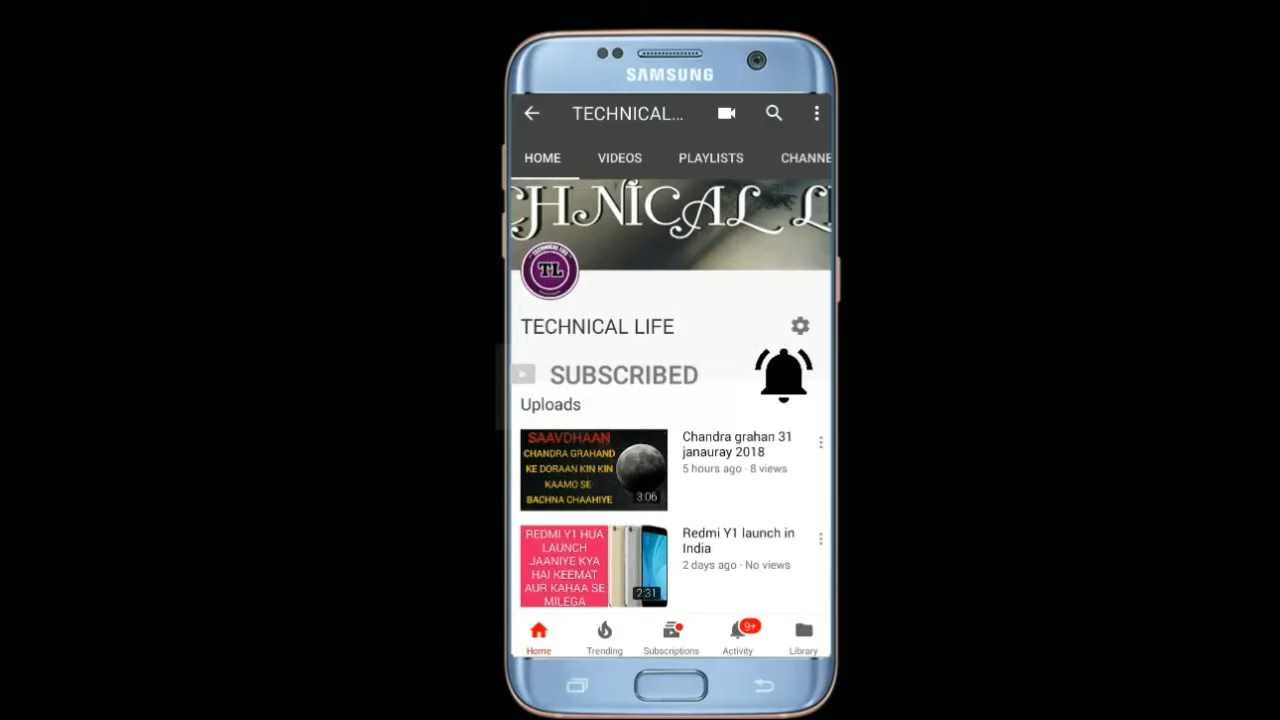 SAMSUNG
TECHNICAL...
HOME VIDEOS PLAYLISTS CHANNE
CHNICAL L
TECHNICAL LIFE
TL
TECHNICAL LIFE
SUBSCRIBED
Uploads
SAAVDHAAN
CHANDRA GRAHAND
KE DORAAN KIN KIN
KAAMO SE
BACHNA CHAAHIYE
3:06
Chandra grahan 31
janauray 2018
5 hours ago · 8 views
REDMI Y1 HUA
LAUNCH
JAANIYE KYA
HAI KEEMAT
AUR KAHAA SE
MILEGA
2:31
Redmi Y1 launch in
India
2 days ago · No views
9+
Home Trending Subscriptions Activity Library